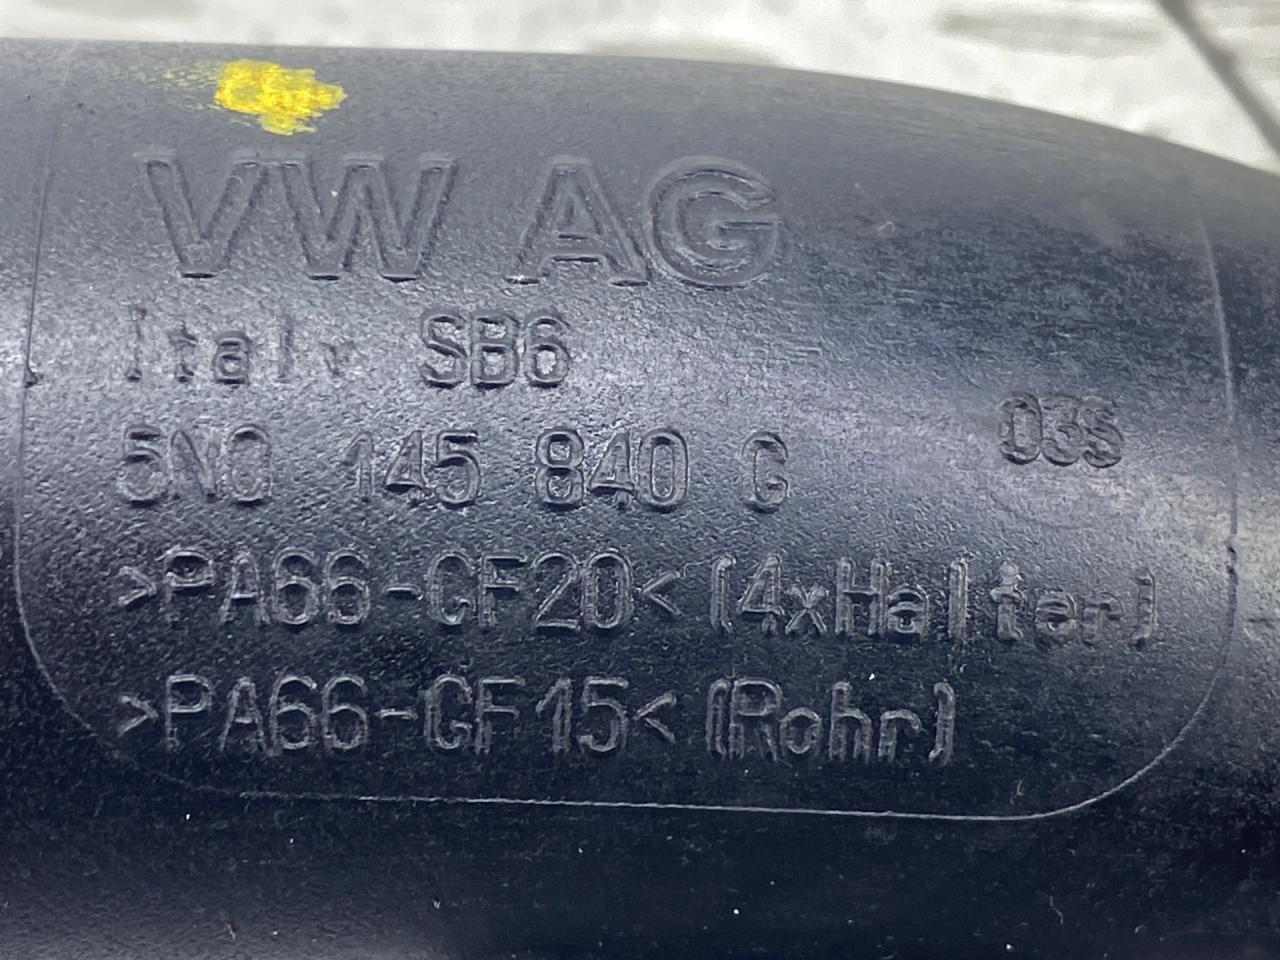 VW AG
Italy SB6
5N0 145 840 G
03S
>PA66-GF20< (4xHalter)
>PA66-GF15< (Rohr)